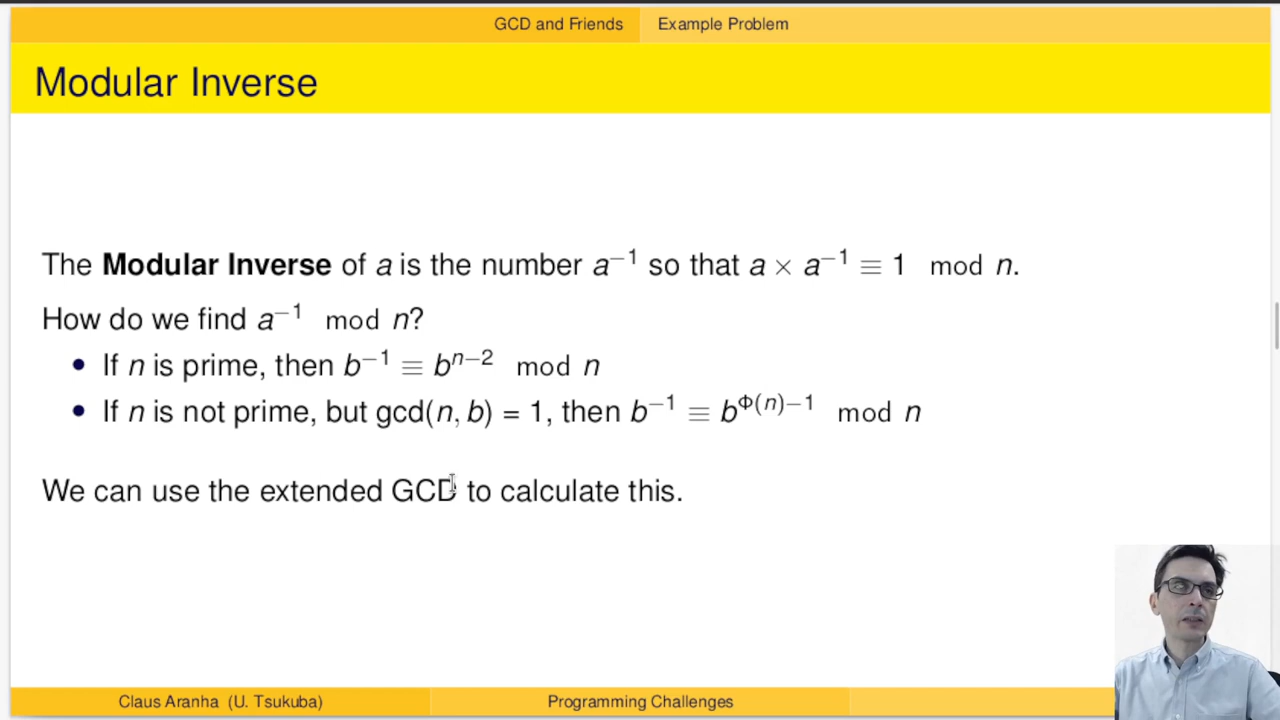 GCD and Friends Example Problem
Modular Inverse
The Modular Inverse of a is the number a⁻¹ so that a × a⁻¹ ≡ 1 mod n.
How do we find a⁻¹ mod n?
• If n is prime, then b⁻¹ ≡ bⁿ⁻² mod n
• If n is not prime, but gcd(n, b) = 1, then b⁻¹ ≡ b^(Φ(n)−1) mod n
We can use the extended GCD to calculate this.
Claus Aranha (U. Tsukuba) Programming Challenges